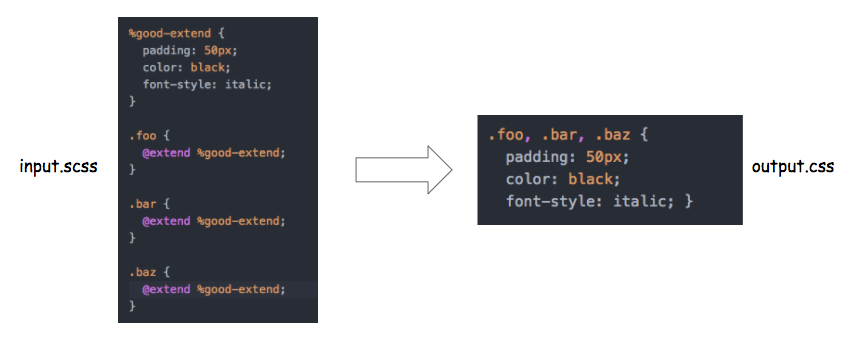 input.scss
%good-extend {
  padding: 50px;
  color: black;
  font-style: italic;
}
.foo {
  @extend %good-extend;
}
.bar {
  @extend %good-extend;
}
.baz {
  @extend %good-extend;
}
.foo, .bar, .baz {
  padding: 50px;
  color: black;
  font-style: italic; }
output.css